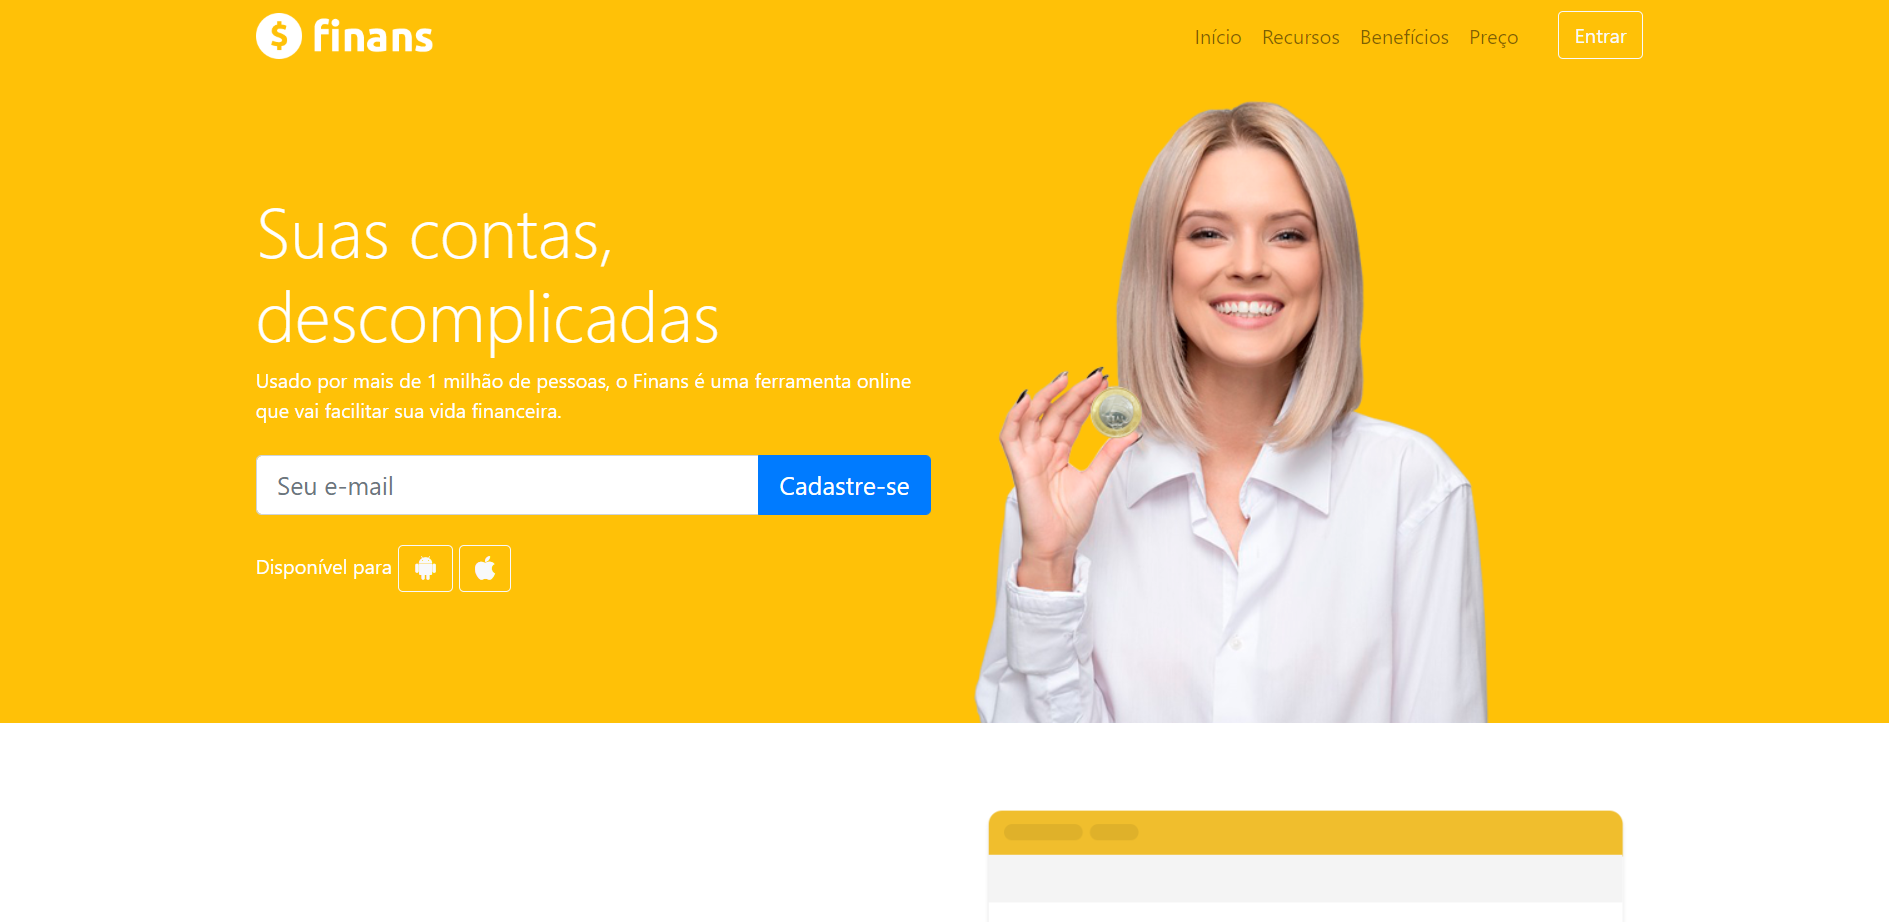 finans
Início Recursos Benefícios Preço Entrar
Suas contas,
descomplicadas
Usado por mais de 1 milhão de pessoas, o Finans é uma ferramenta online
que vai facilitar sua vida financeira.
Seu e-mail Cadastre-se
Disponível para